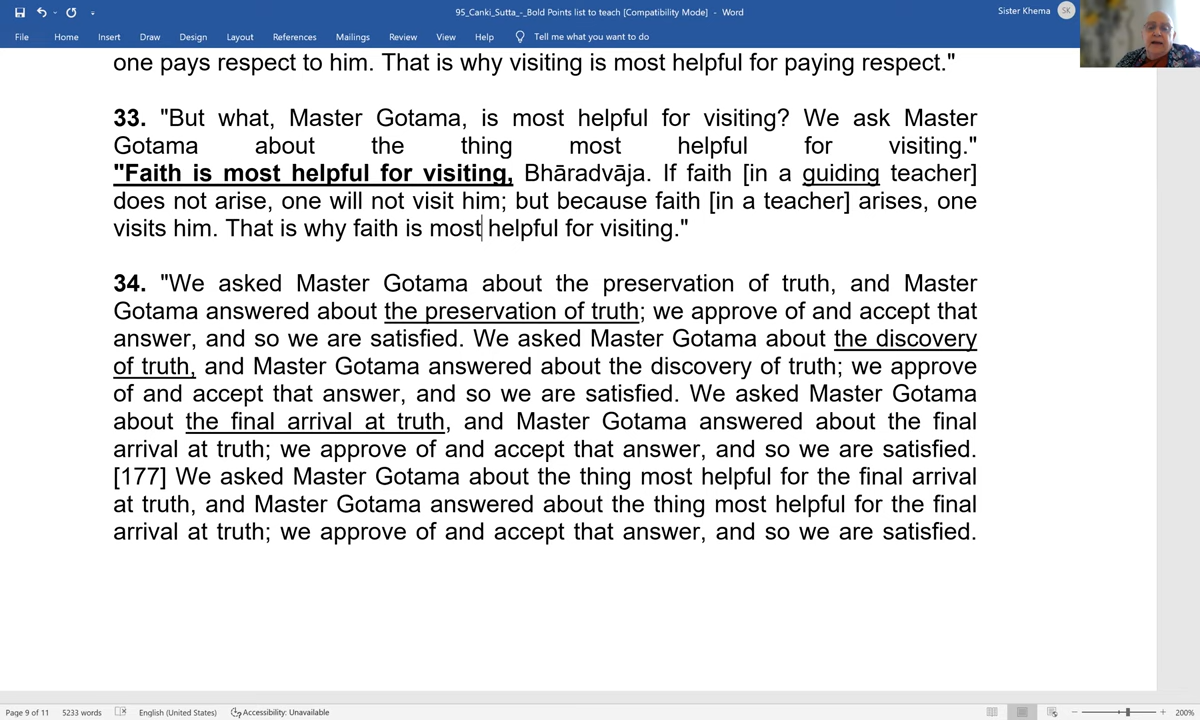 95_Canki_Sutta_-_Bold Points list to teach [Compatibility Mode] - Word
Sister Khema SK
File Home Insert Draw Design Layout References Mailings Review View Help Tell me what you want to do
one pays respect to him. That is why visiting is most helpful for paying respect."
33. "But what, Master Gotama, is most helpful for visiting? We ask Master
Gotama about the thing most helpful for visiting."
"Faith is most helpful for visiting, Bhāradvāja. If faith [in a guiding teacher]
does not arise, one will not visit him; but because faith [in a teacher] arises, one
visits him. That is why faith is most helpful for visiting."
34. "We asked Master Gotama about the preservation of truth, and Master
Gotama answered about the preservation of truth; we approve of and accept that
answer, and so we are satisfied. We asked Master Gotama about the discovery
of truth, and Master Gotama answered about the discovery of truth; we approve
of and accept that answer, and so we are satisfied. We asked Master Gotama
about the final arrival at truth, and Master Gotama answered about the final
arrival at truth; we approve of and accept that answer, and so we are satisfied.
[177] We asked Master Gotama about the thing most helpful for the final arrival
at truth, and Master Gotama answered about the thing most helpful for the final
arrival at truth; we approve of and accept that answer, and so we are satisfied.
Page 9 of 11 5233 words English (United States) Accessibility: Unavailable 200%